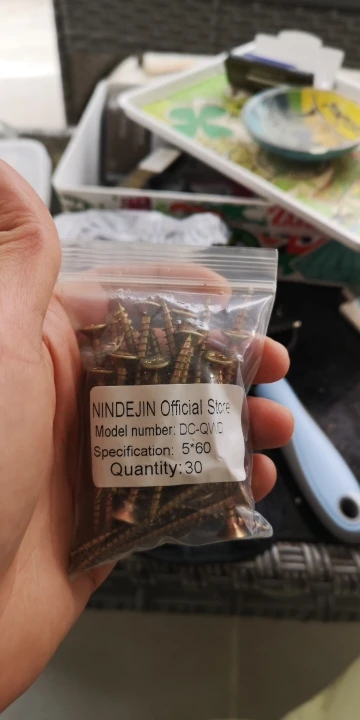 NINDEJIN Official Store
Model number:
Specification: 5*60
Quantity:30